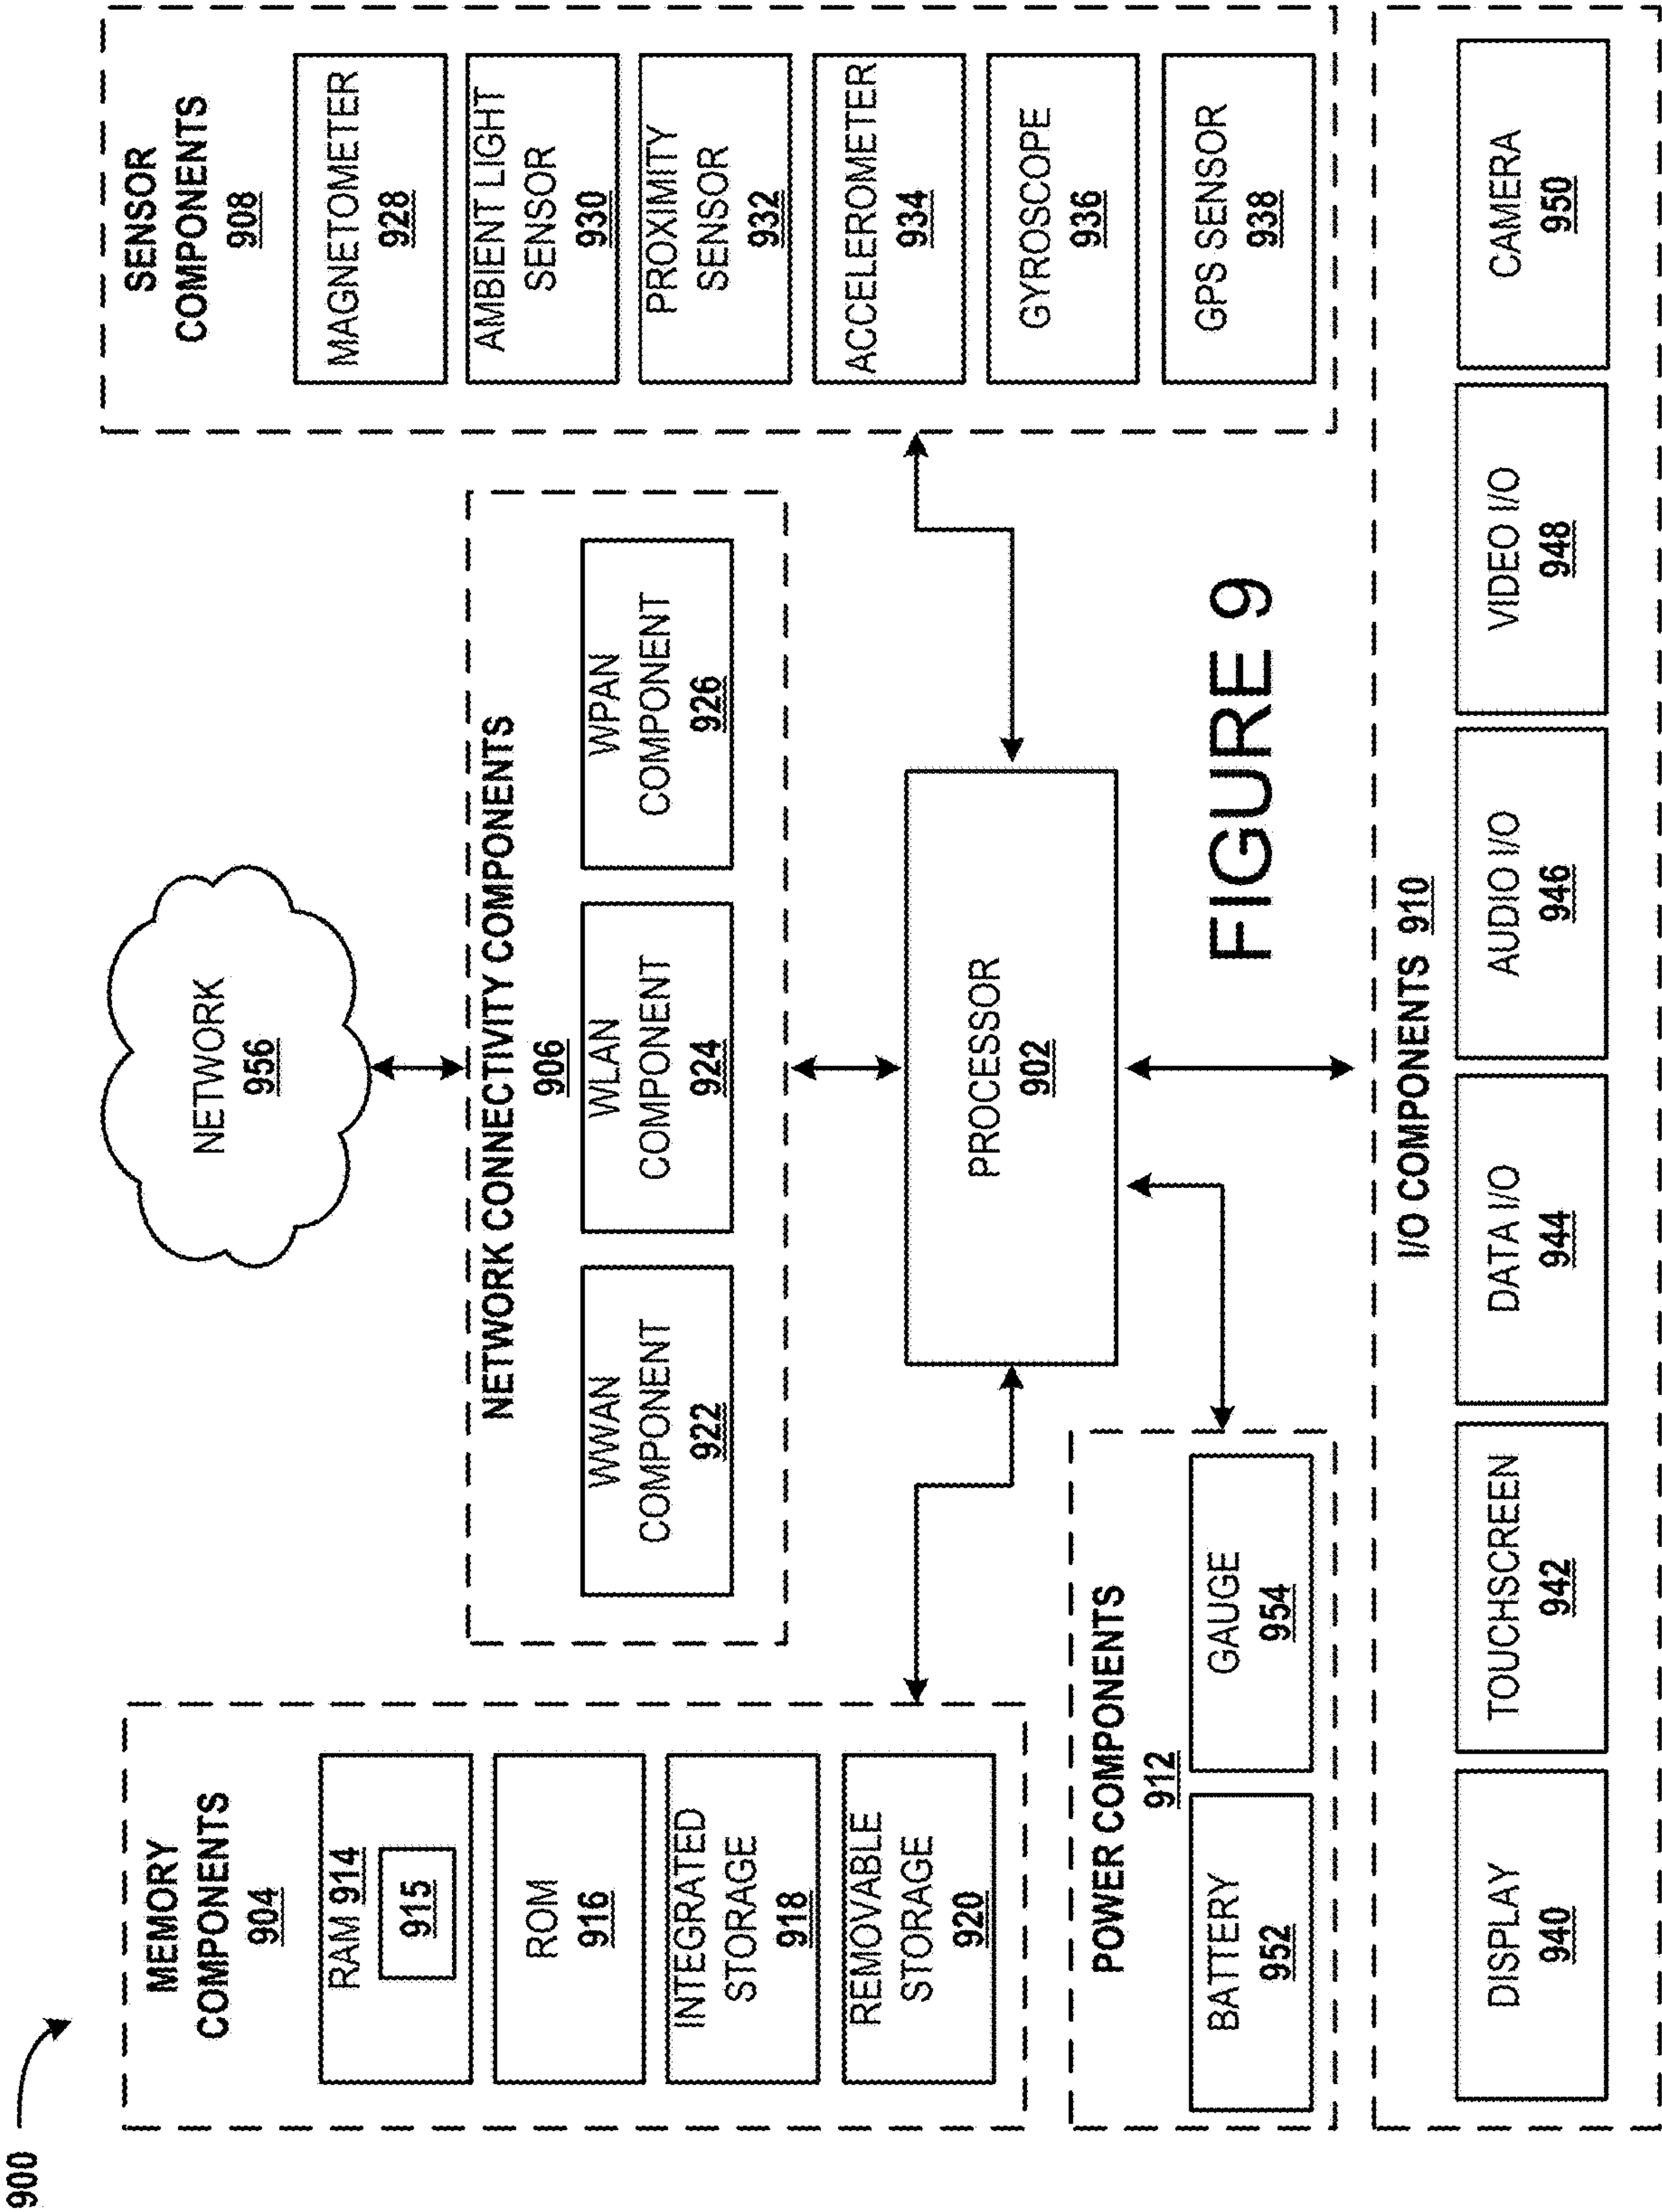 900
MEMORY
COMPONENTS
904
RAM 914
915
ROM
916
INTEGRATED
STORAGE
918
REMOVABLE
STORAGE
920
NETWORK
956
NETWORK CONNECTIVITY COMPONENTS
906
WWAN
COMPONENT
922
WLAN
COMPONENT
924
WPAN
COMPONENT
926
SENSOR
COMPONENTS
908
MAGNETOMETER
928
AMBIENT LIGHT
SENSOR
930
PROXIMITY
SENSOR
932
ACCELEROMETER
934
GYROSCOPE
936
GPS SENSOR
938
PROCESSOR
902
POWER COMPONENTS
912
BATTERY
952
GAUGE
954
FIGURE 9
I/O COMPONENTS 910
DISPLAY
940
TOUCHSCREEN
942
DATA I/O
944
AUDIO I/O
946
VIDEO I/O
948
CAMERA
950